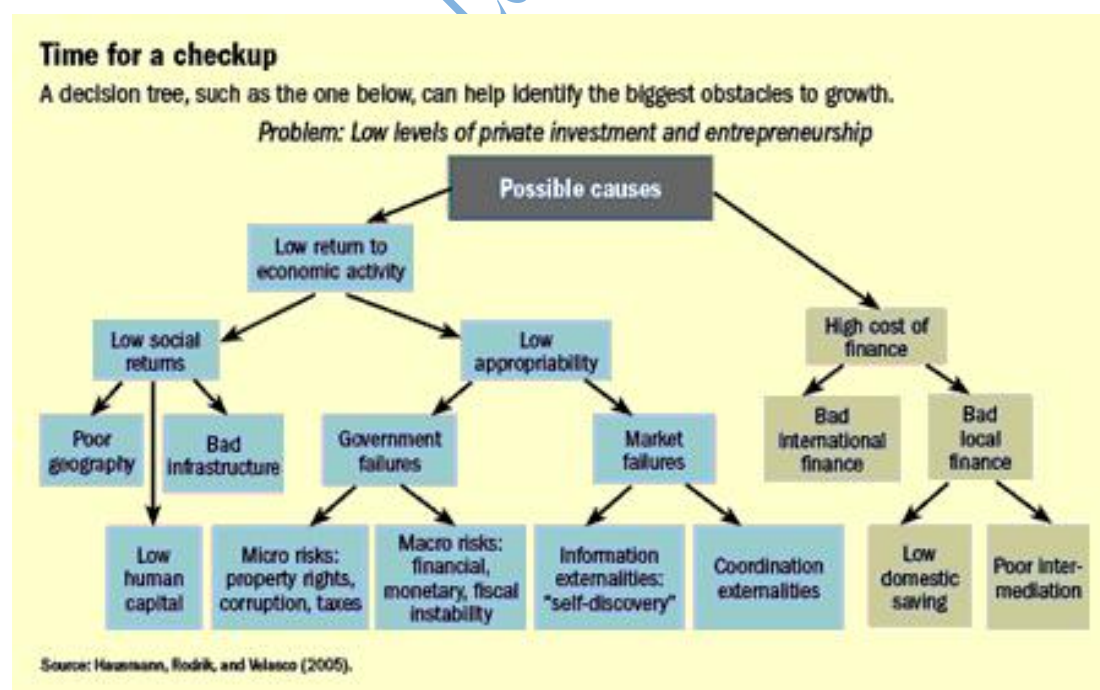 Time for a checkup
A decision tree, such as the one below, can help identify the biggest obstacles to growth.
Problem: Low levels of private investment and entrepreneurship
Possible causes
Low return to
economic activity
Low social
returns
Low
appropriability
High cost of
finance
Poor
geography
Bad
infrastructure
Government
failures
Market
failures
Bad
international
finance
Bad
local
finance
Low
human
capital
Micro risks:
property rights,
corruption, taxes
Macro risks:
financial,
monetary, fiscal
instability
Information
externalities:
"self-discovery"
Coordination
externalities
Low
domestic
saving
Poor inter-
mediation
Source: Hausmann, Rodrik, and Velasco (2005).